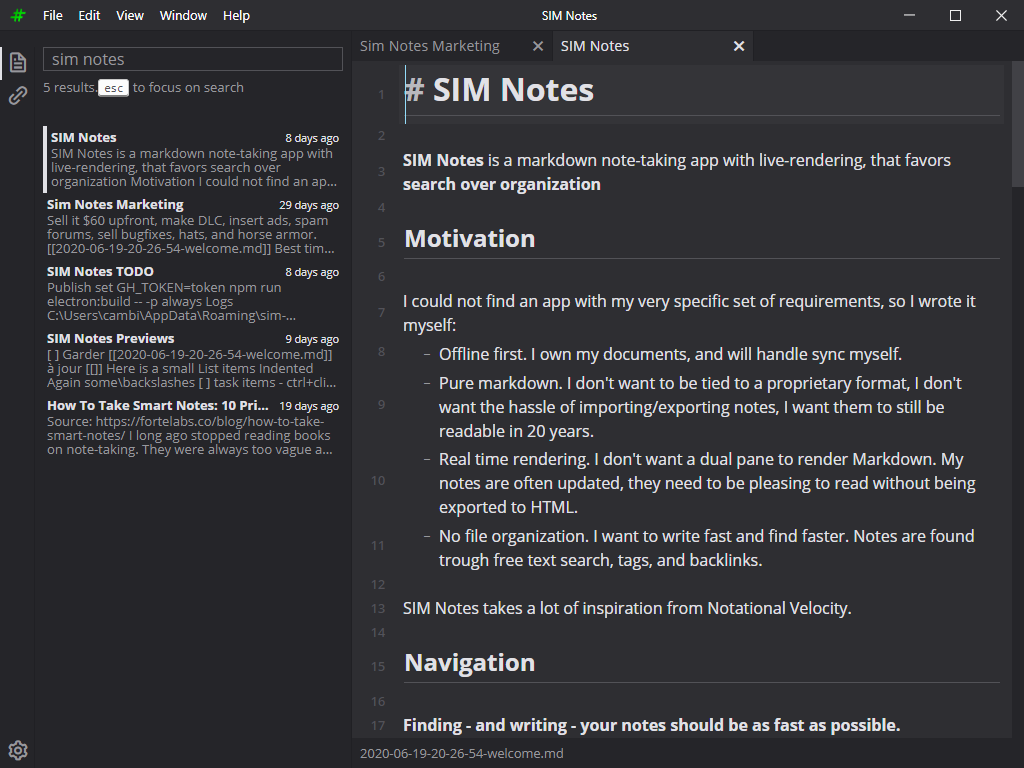 File Edit View Window Help
SIM Notes
sim notes
5 results. esc to focus on search
SIM Notes 8 days ago
SIM Notes is a markdown note-taking app with
live-rendering, that favors search over
organization Motivation I could not find an ap...
Sim Notes Marketing 29 days ago
Sell it $60 upfront, make DLC, insert ads, spam
forums, sell bugfixes, hats, and horse armor.
[[2020-06-19-20-26-54-welcome.md]] Best tim...
SIM Notes TODO 8 days ago
Publish set GH_TOKEN=token npm run
electron:build -- -p always Logs
C:\Users\cambi\AppData\Roaming\sim-...
SIM Notes Previews 9 days ago
[ ] Garder [[2020-06-19-20-26-54-welcome.md]]
à jour [[]] Here is a small List items Indented
Again some\backslashes [ ] task items - ctrl+cli...
How To Take Smart Notes: 10 Pri... 19 days ago
Source: https://fortelabs.co/blog/how-to-take-
smart-notes/ I long ago stopped reading books
on note-taking. They were always too vague a...
Sim Notes Marketing
SIM Notes
1 # SIM Notes
2
3 SIM Notes is a markdown note-taking app with live-rendering, that favors
search over organization
4
5 Motivation
6
7 I could not find an app with my very specific set of requirements, so I wrote it
myself:
8 – Offline first. I own my documents, and will handle sync myself.
9 – Pure markdown. I don't want to be tied to a proprietary format, I don't
want the hassle of importing/exporting notes, I want them to still be
readable in 20 years.
10 – Real time rendering. I don't want a dual pane to render Markdown. My
notes are often updated, they need to be pleasing to read without being
exported to HTML.
11 – No file organization. I want to write fast and find faster. Notes are found
trough free text search, tags, and backlinks.
12
13 SIM Notes takes a lot of inspiration from Notational Velocity.
14
15 Navigation
16
17 Finding - and writing - your notes should be as fast as possible.
2020-06-19-20-26-54-welcome.md